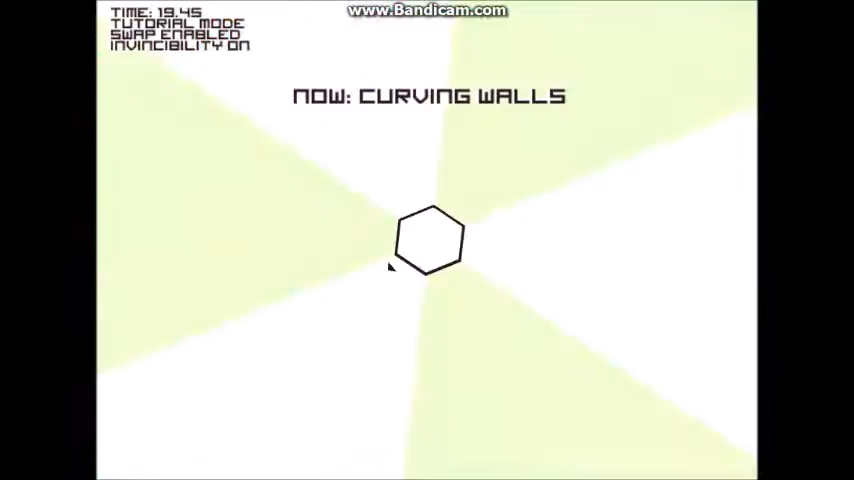 www.Bandicam.com
TIME: 19.45
TUTORIAL MODE
SWAP ENABLED
INVINCIBILITY ON
NOW: CURVING WALLS